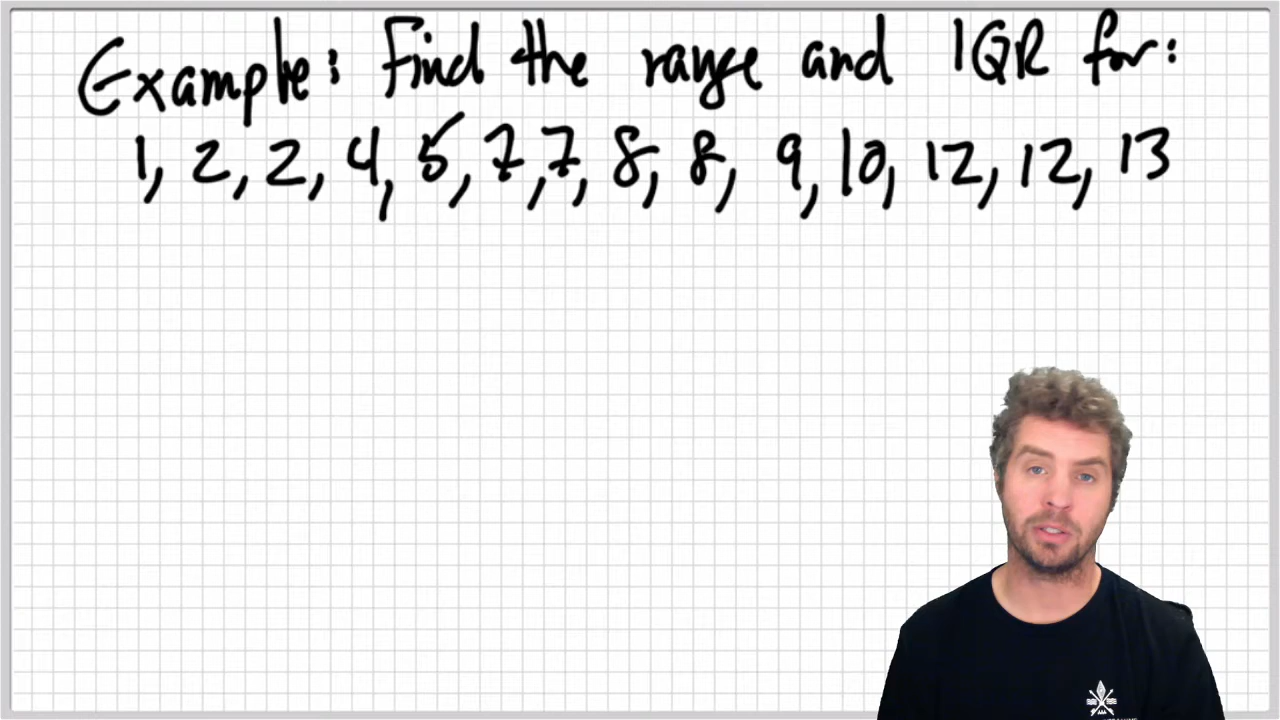 Example: Find the range and IQR for:
1, 2, 2, 4, 5, 7, 7, 8, 8, 9, 10, 12, 12, 13